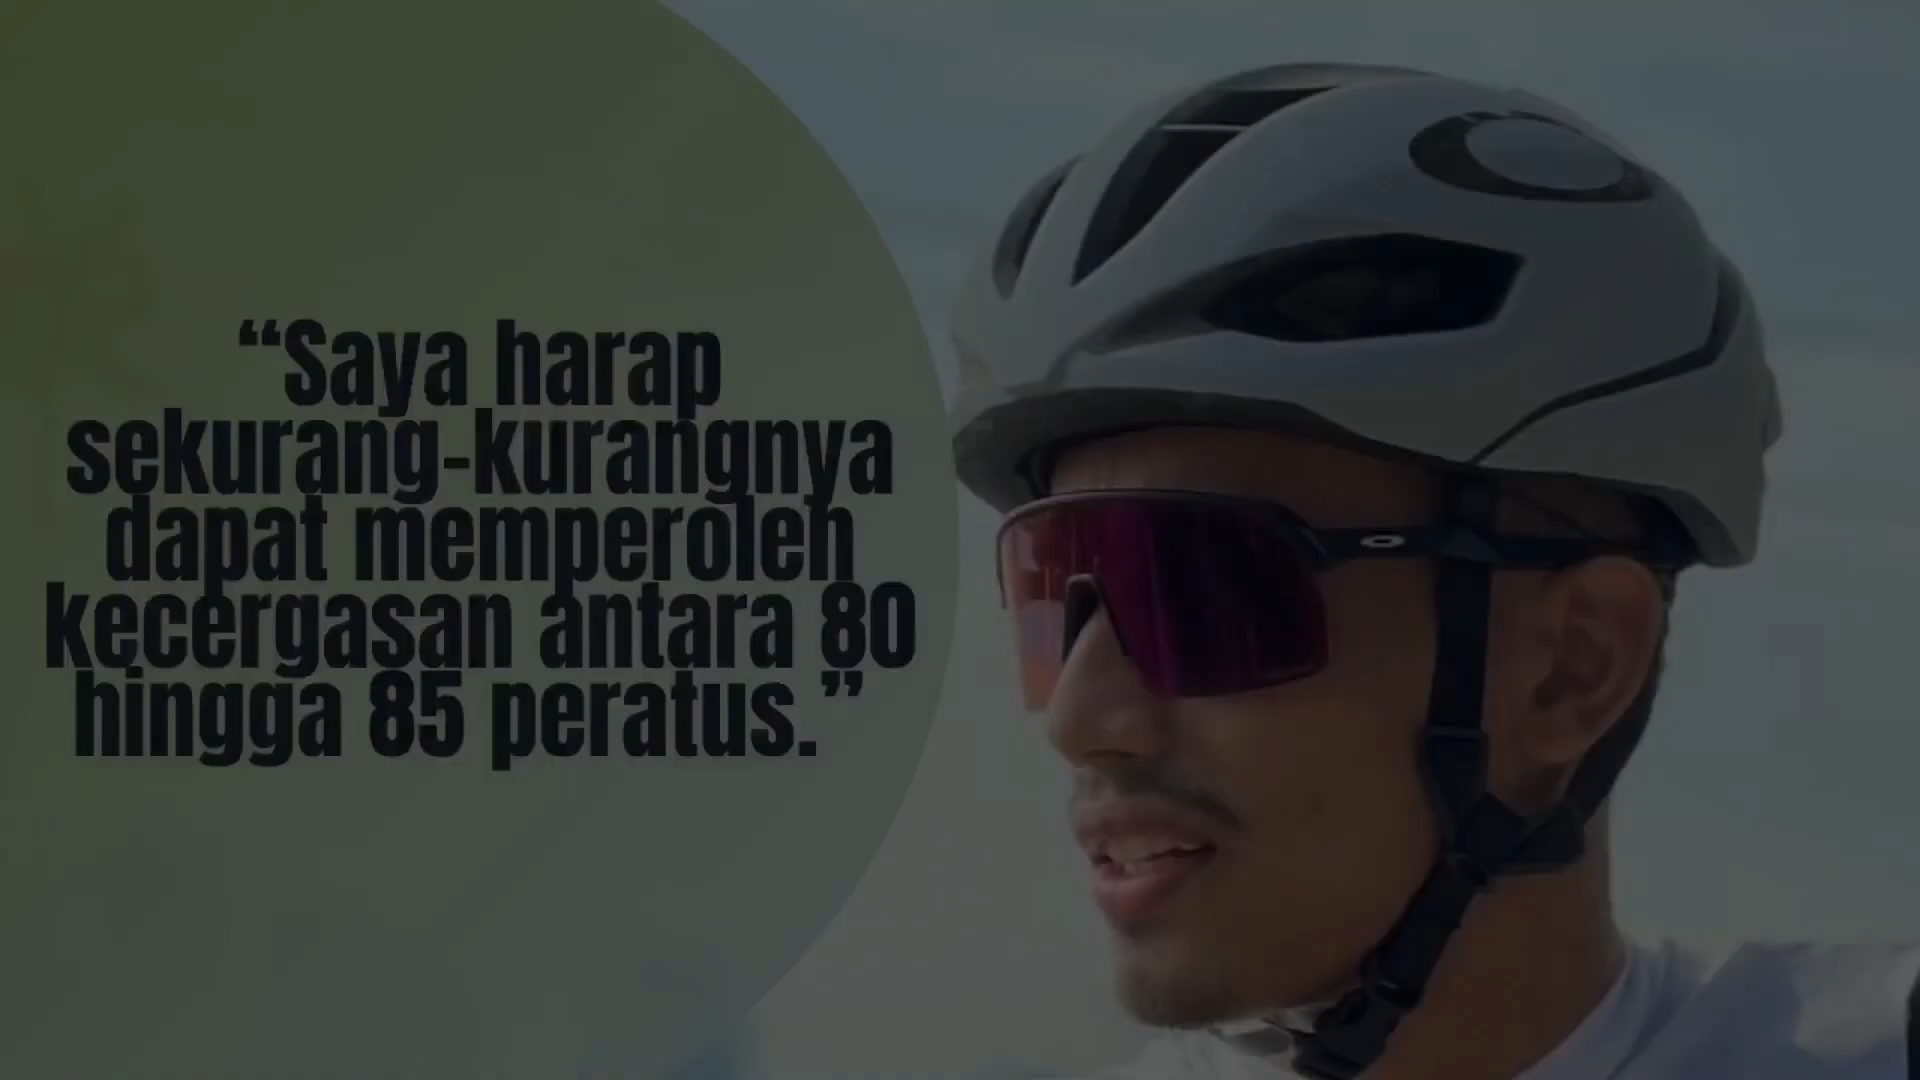 “Saya harap
sekurang-kurangnya
dapat memperoleh
kecergasan antara 80
hingga 85 peratus.”